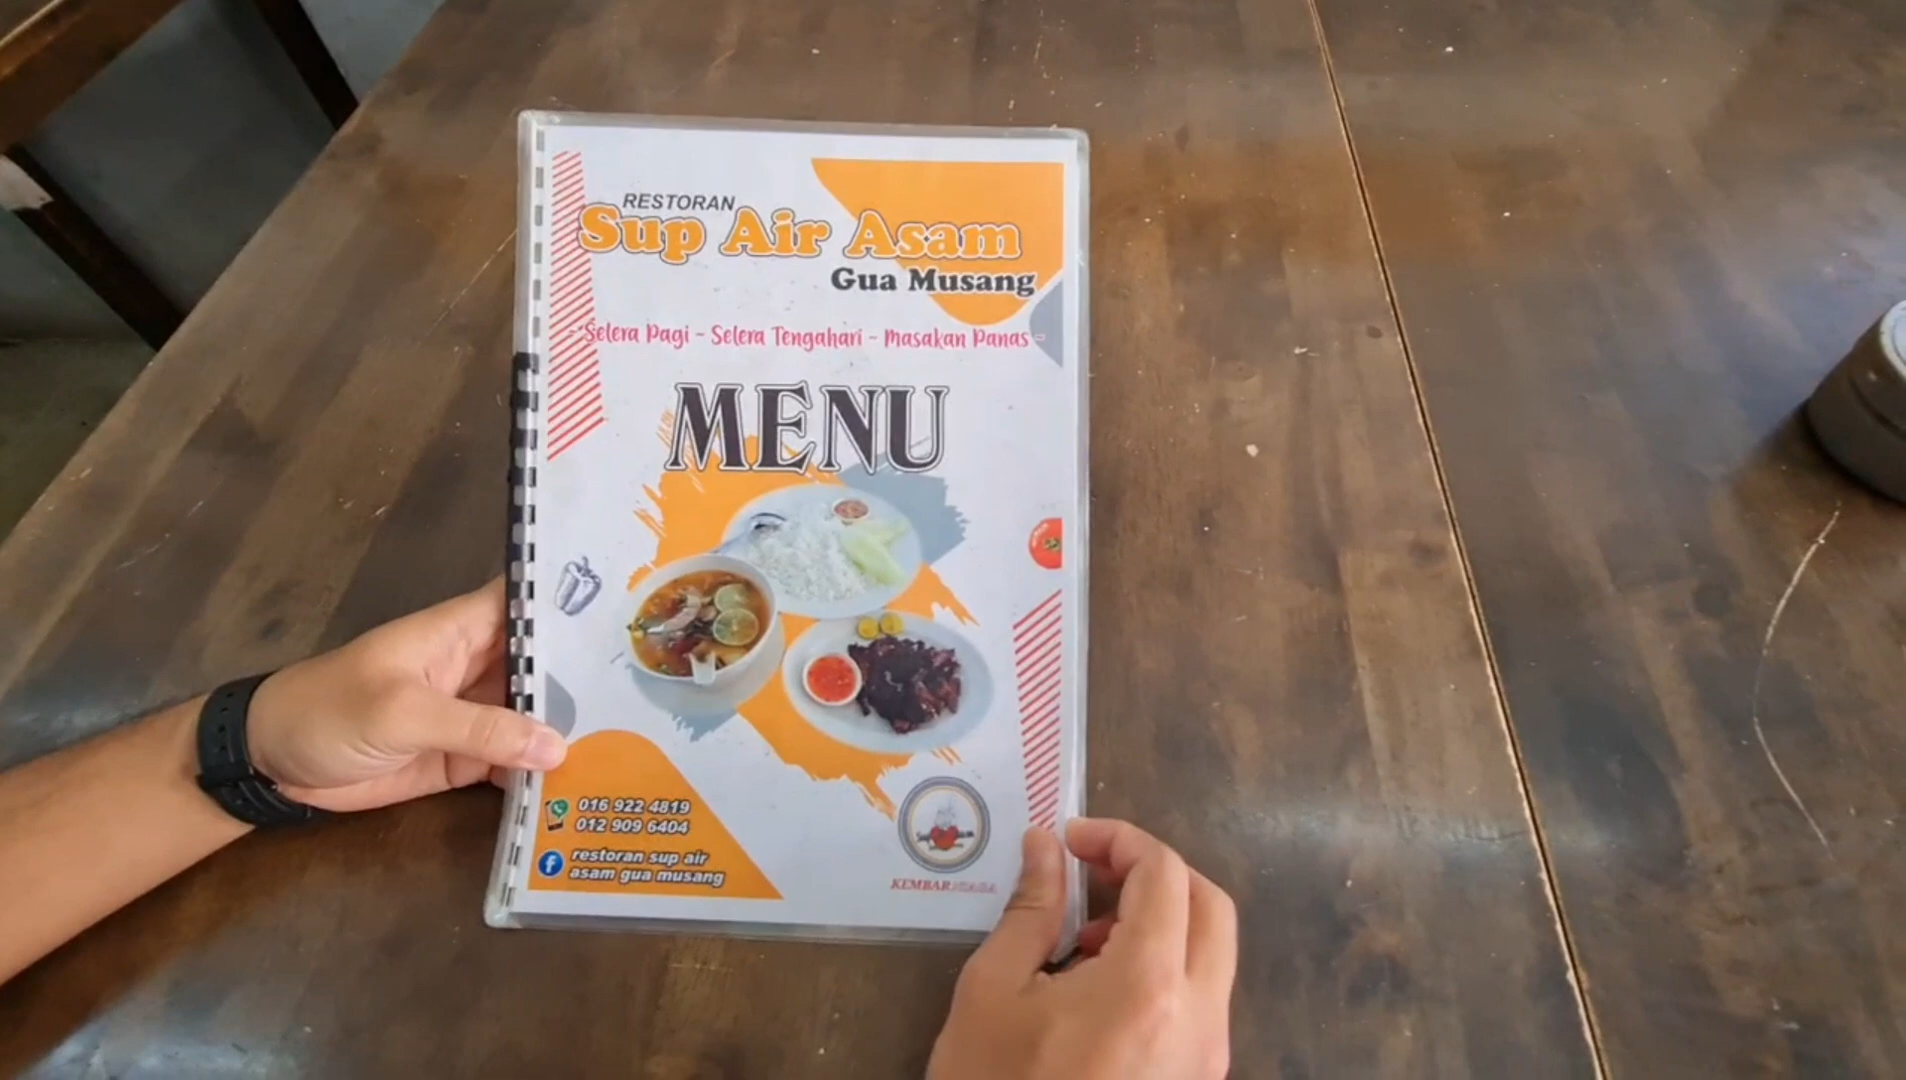 RESTORAN
Sup Air Asam
Gua Musang
- Selera Pagi - Selera Tengahari - Masakan Panas -
MENU
016 922 4819
012 909 6404
restoran sup air
asam gua musang